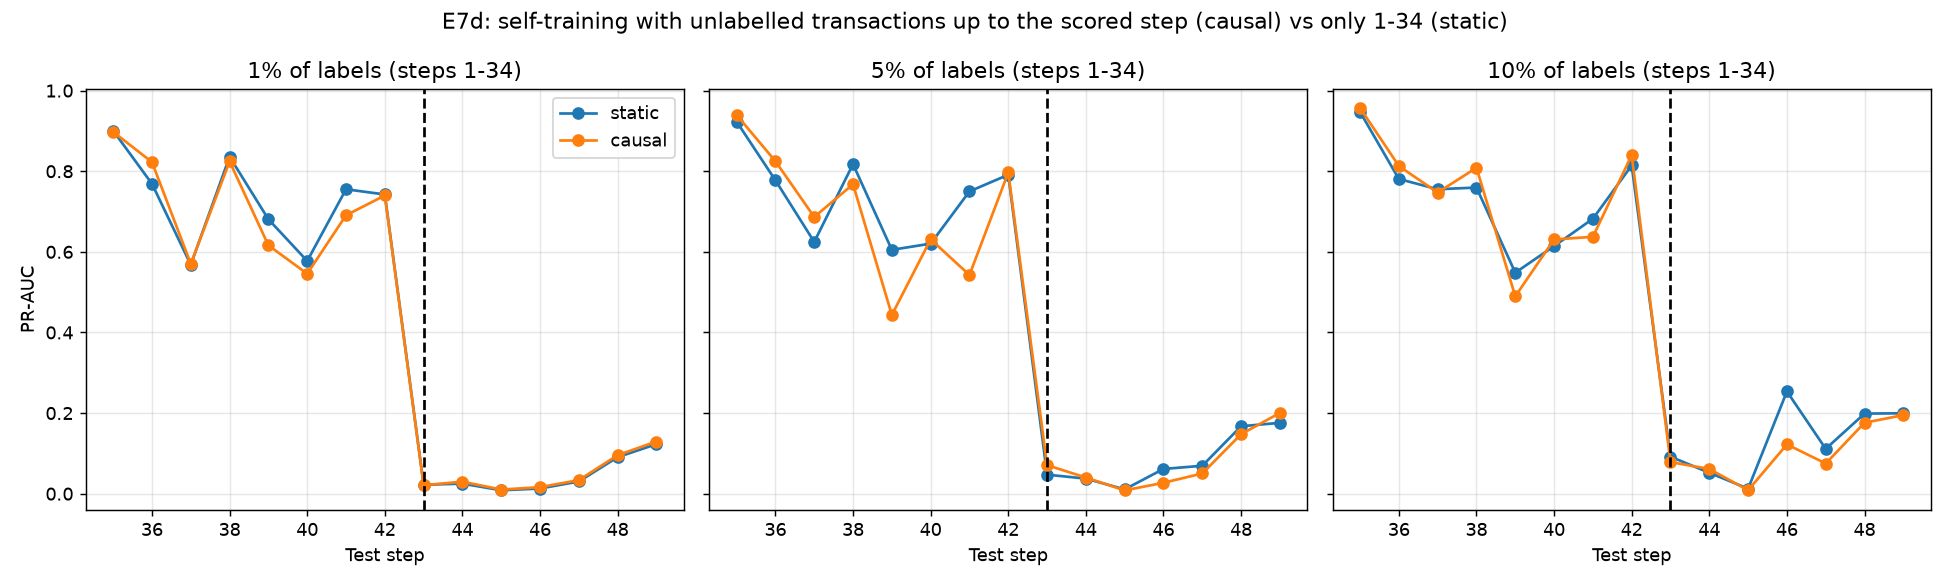 E7d: self-training with unlabelled transactions up to the scored step (causal) vs only 1-34 (static)
1% of labels (steps 1-34)
5% of labels (steps 1-34)
10% of labels (steps 1-34)
static
causal
PR-AUC
1.0
0.8
0.6
0.4
0.2
0.0
36 38 40 42 44 46 48
36 38 40 42 44 46 48
36 38 40 42 44 46 48
Test step
Test step
Test step